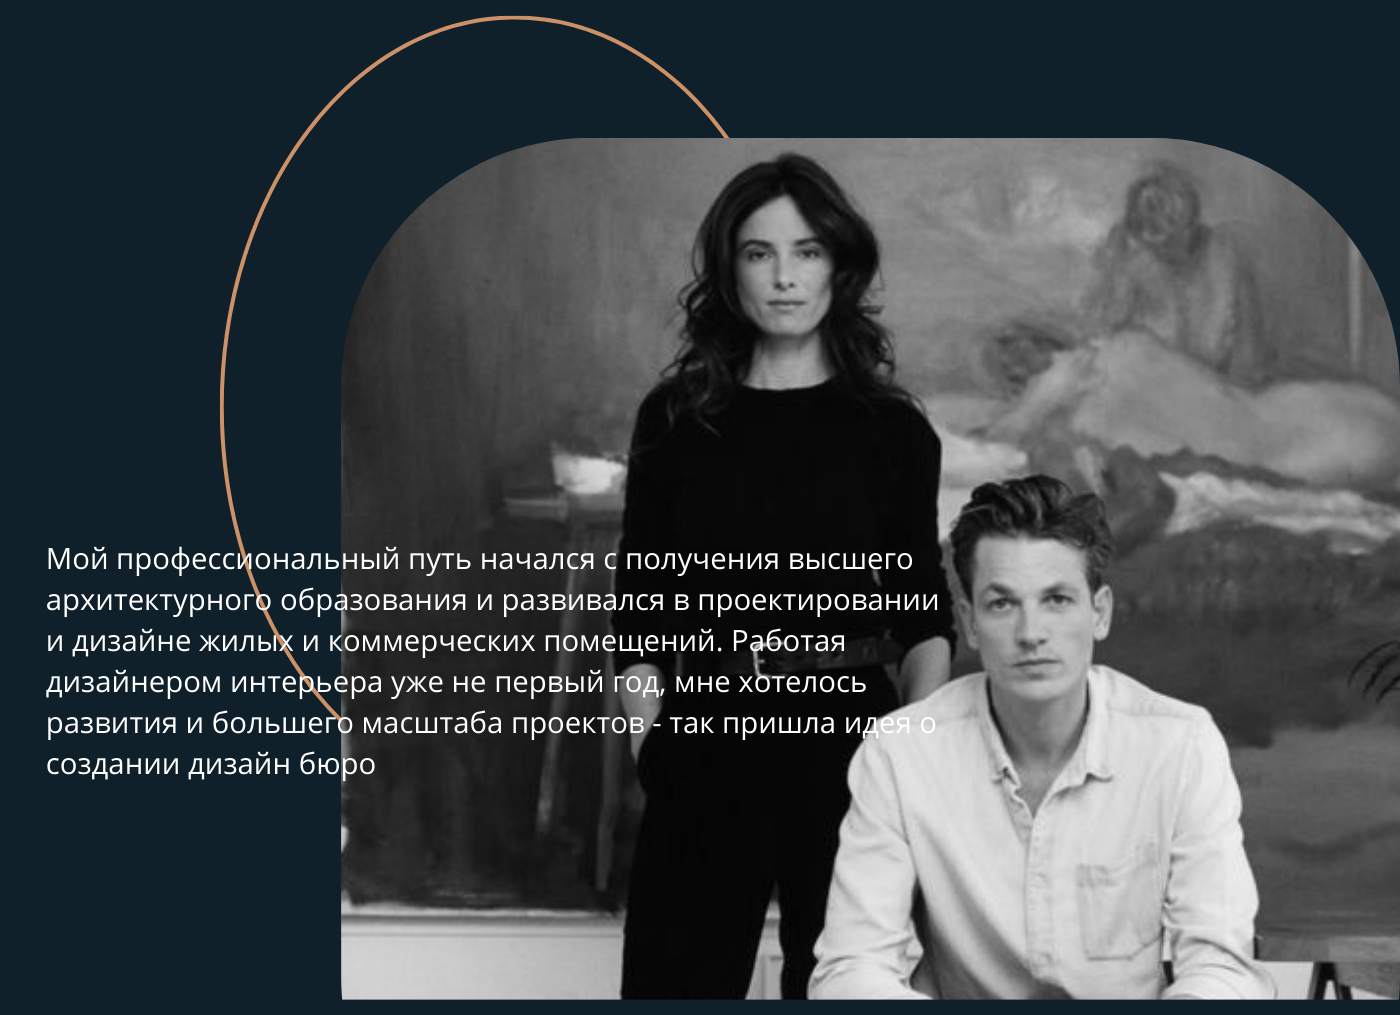 Мой профессиональный путь начался с получения высшего
архитектурного образования и развивался в проектировании
и дизайне жилых и коммерческих помещений. Работая
дизайнером интерьера уже не первый год, мне хотелось
развития и большего масштаба проектов - так пришла идея о
создании дизайн бюро